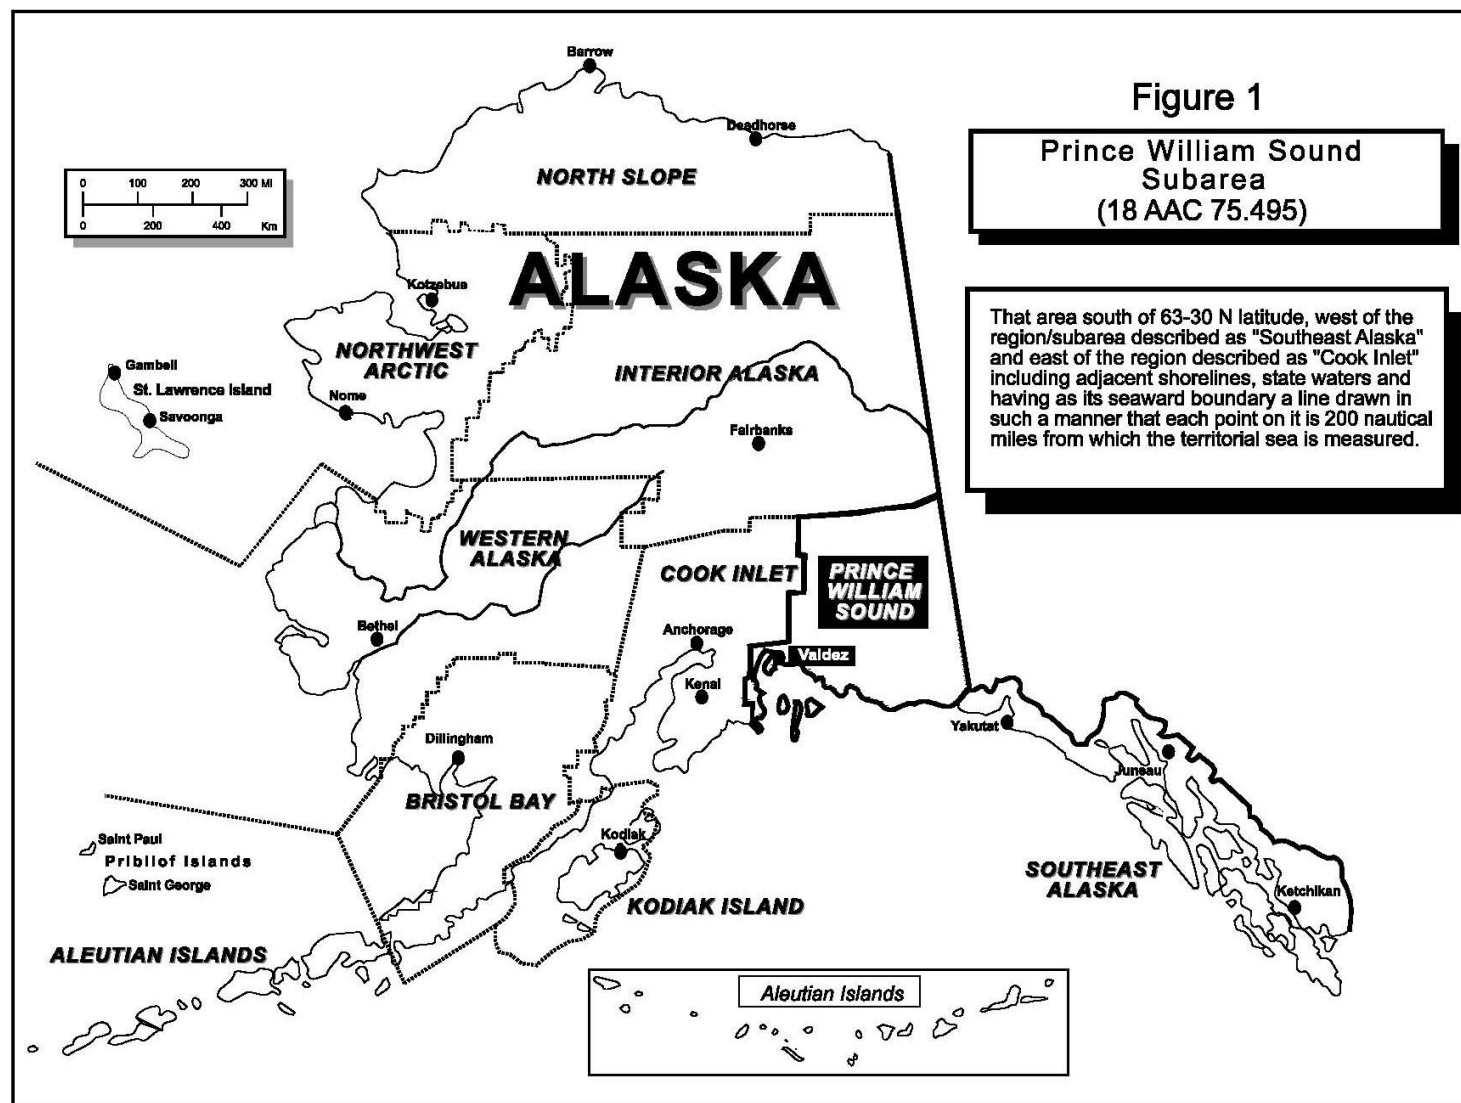 Figure 1
Prince William Sound
Subarea
(18 AAC 75.495)
That area south of 63-30 N latitude, west of the
region/subarea described as "Southeast Alaska"
and east of the region described as "Cook Inlet"
including adjacent shorelines, state waters and
having as its seaward boundary a line drawn in
such a manner that each point on it is 200 nautical
miles from which the territorial sea is measured.
0 100 200 300 MI
0 200 400 Km
Barrow
Deadhorse
NORTH SLOPE
ALASKA
Kotzebue
NORTHWEST
ARCTIC
Nome
Gambell
St. Lawrence Island
Savoonga
INTERIOR ALASKA
Fairbanks
WESTERN
ALASKA
COOK INLET
PRINCE
WILLIAM
SOUND
Bethel
Anchorage
Valdez
Kenai
Yakutat
Dillingham
Juneau
BRISTOL BAY
Saint Paul
Pribilof Islands
Saint George
Kodiak
SOUTHEAST
ALASKA
Ketchikan
KODIAK ISLAND
ALEUTIAN ISLANDS
Aleutian Islands